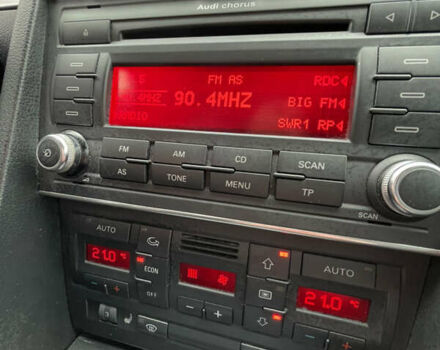 Audi chorus
S FM AS RDC4
.4MHZ 90.4MHZ BIG FM4
SWR1 RP4
FM AM CD SCAN
AS TONE MENU TP
SCAN
AUTO
21.0 °C
ECON
OFF
AUTO
21.0 °C
- +
- +
- +